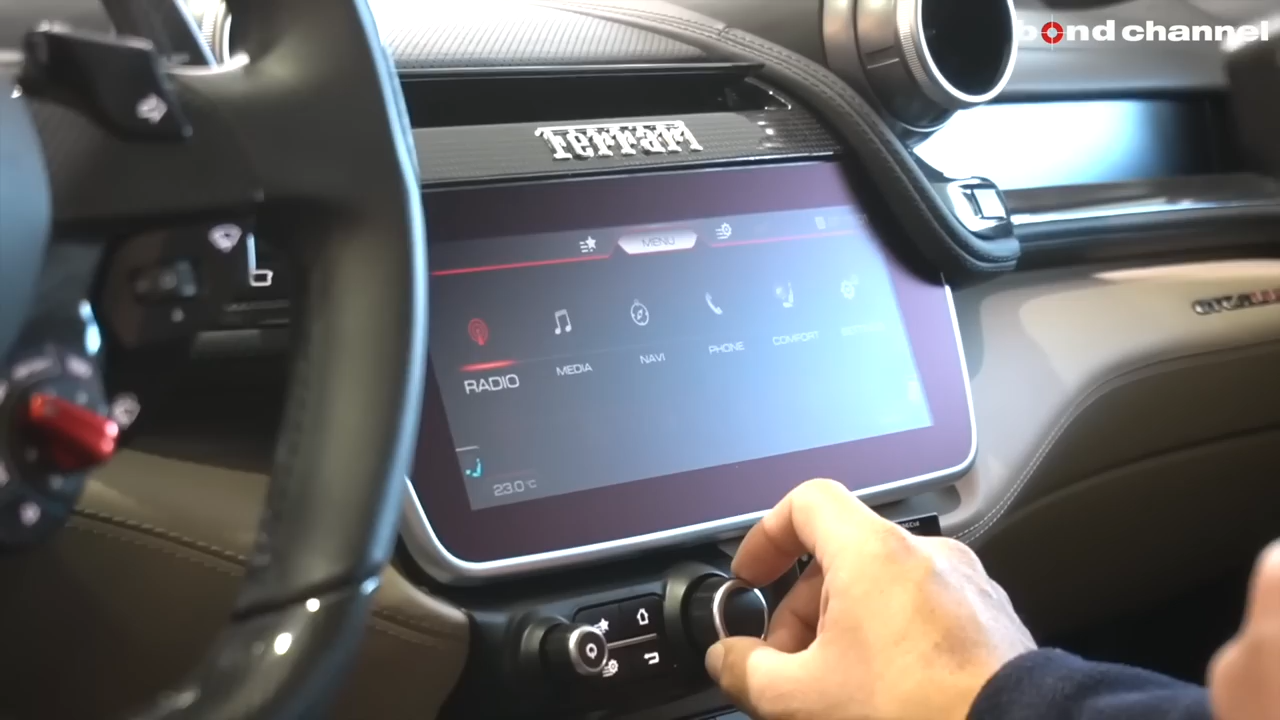 bond channel
Ferrari
MENU
RADIO
MEDIA
NAVI
PHONE
COMFORT
23.0 °C